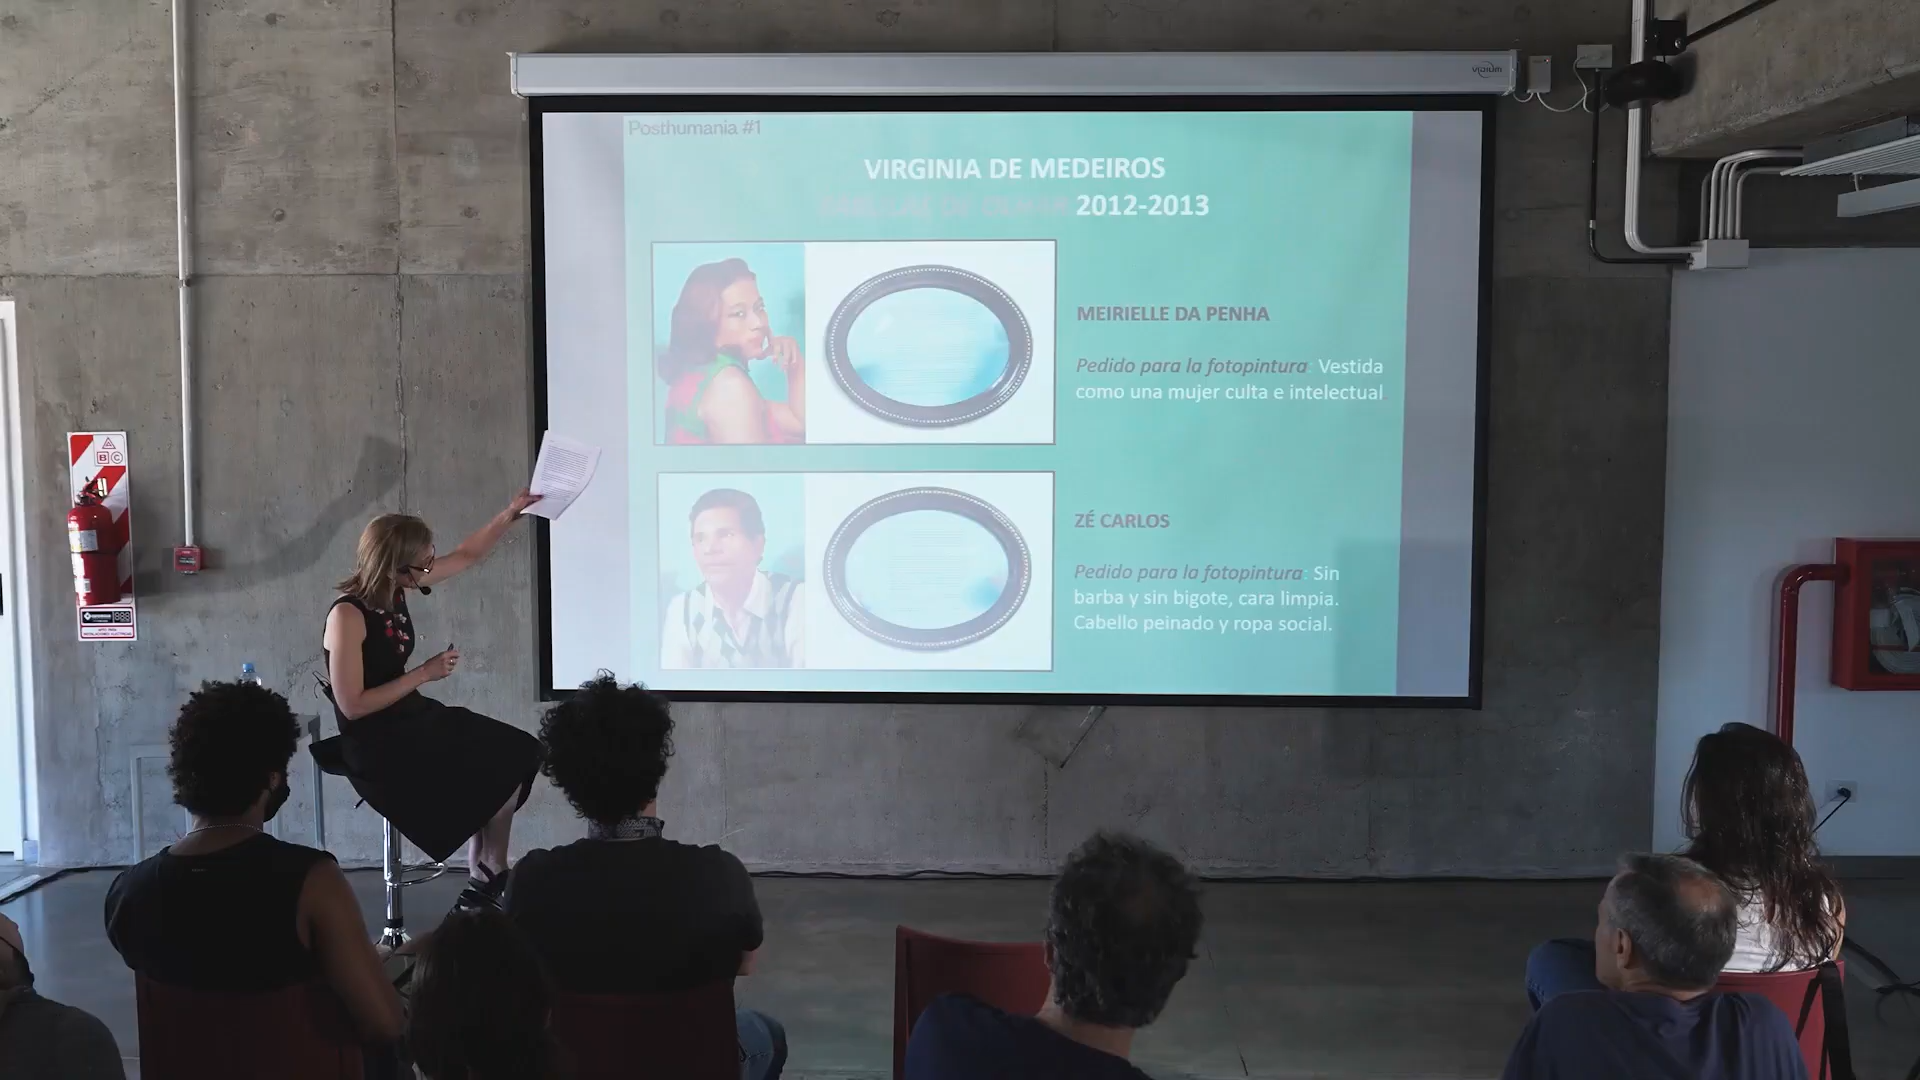 VIDIUM
Posthumania #1
VIRGINIA DE MEDEIROS
2012-2013
MEIRIELLE DA PENHA
Pedido para la fotopintura: Vestida
como una mujer culta e intelectual
ZÉ CARLOS
Pedido para la fotopintura: Sin
barba y sin bigote, cara limpia.
Cabello peinado y ropa social.
A
B C